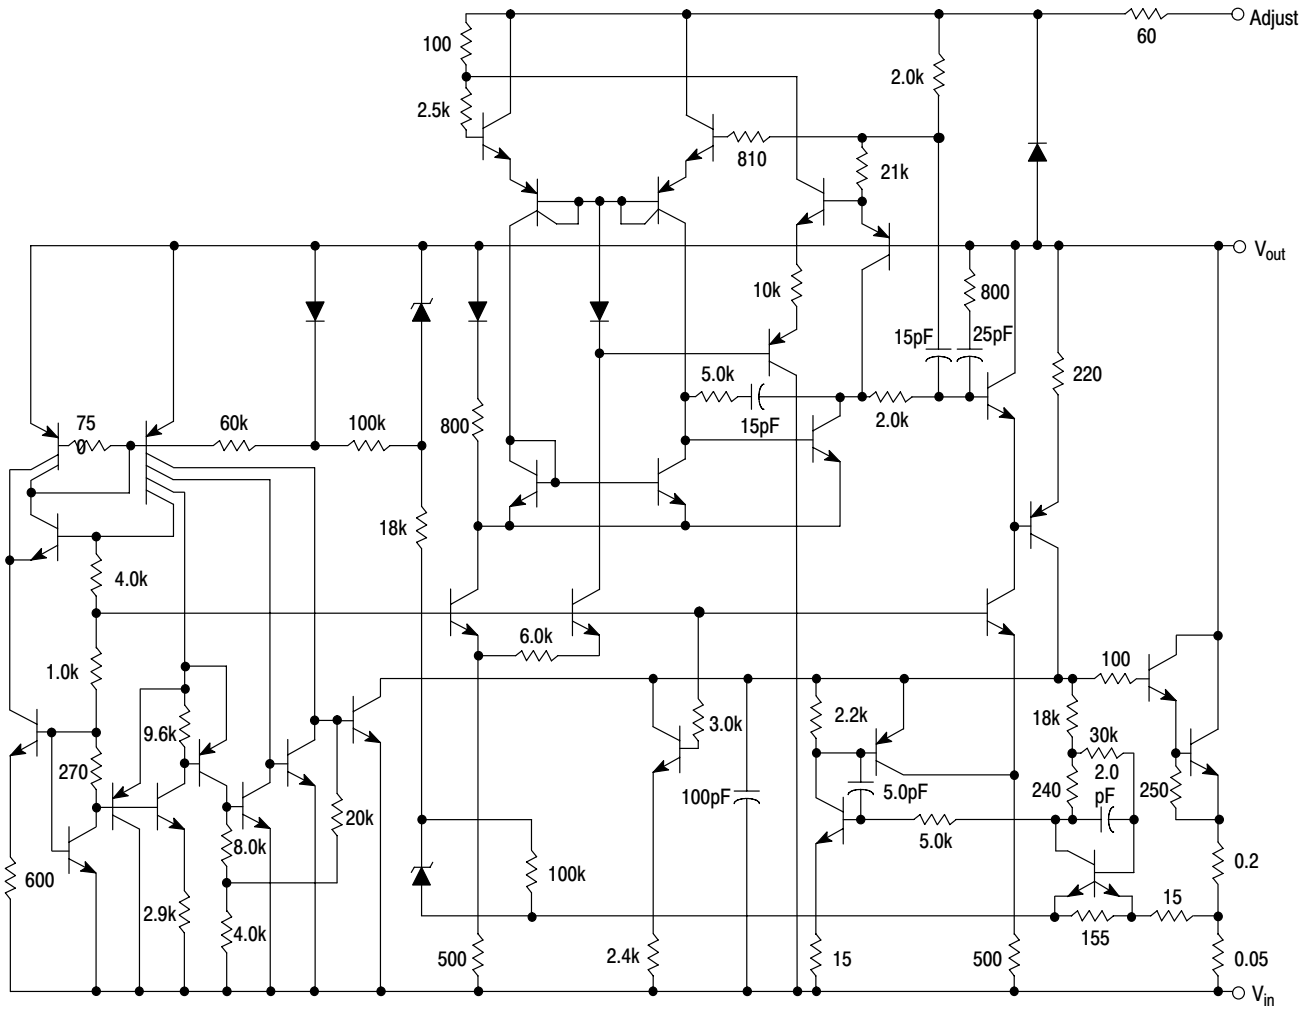 Adjust
60
100
2.0k
2.5k
810
21k
Vout
10k
800
15pF
25pF
5.0k
220
75
0
60k
100k
800
15pF
2.0k
18k
4.0k
6.0k
1.0k
100
9.6k
3.0k
2.2k
18k
30k
270
2.0
pF
240
250
100pF
5.0pF
20k
8.0k
5.0k
600
100k
0.2
2.9k
4.0k
15
155
500
2.4k
15
500
0.05
Vin